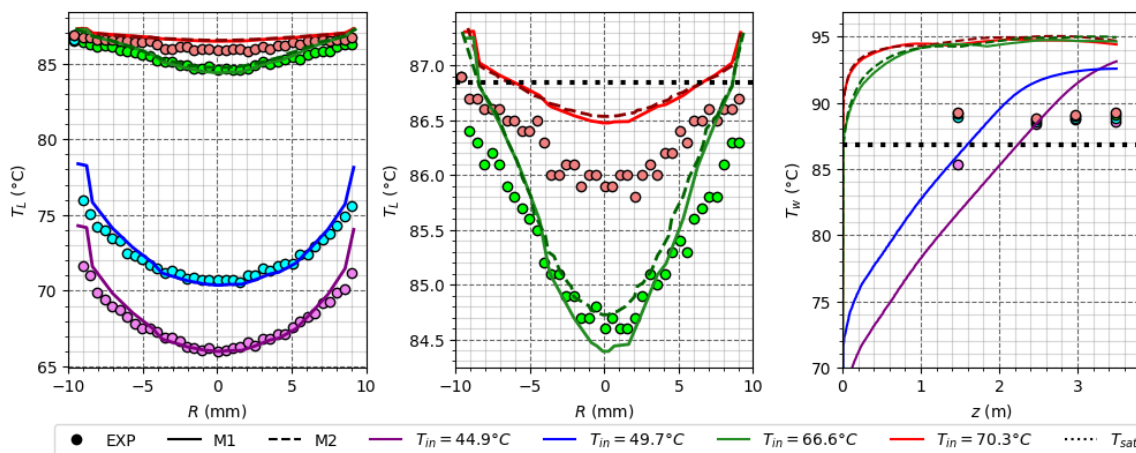 85
80
75
70
65
T_L (°C)
−10 −5 0 5 10
R (mm)
87.0
86.5
86.0
85.5
85.0
84.5
T_L (°C)
−10 −5 0 5 10
R (mm)
95
90
85
80
75
70
T_w (°C)
0 1 2 3
z (m)
EXP M1 M2 T_in = 44.9°C T_in = 49.7°C T_in = 66.6°C T_in = 70.3°C T_sat